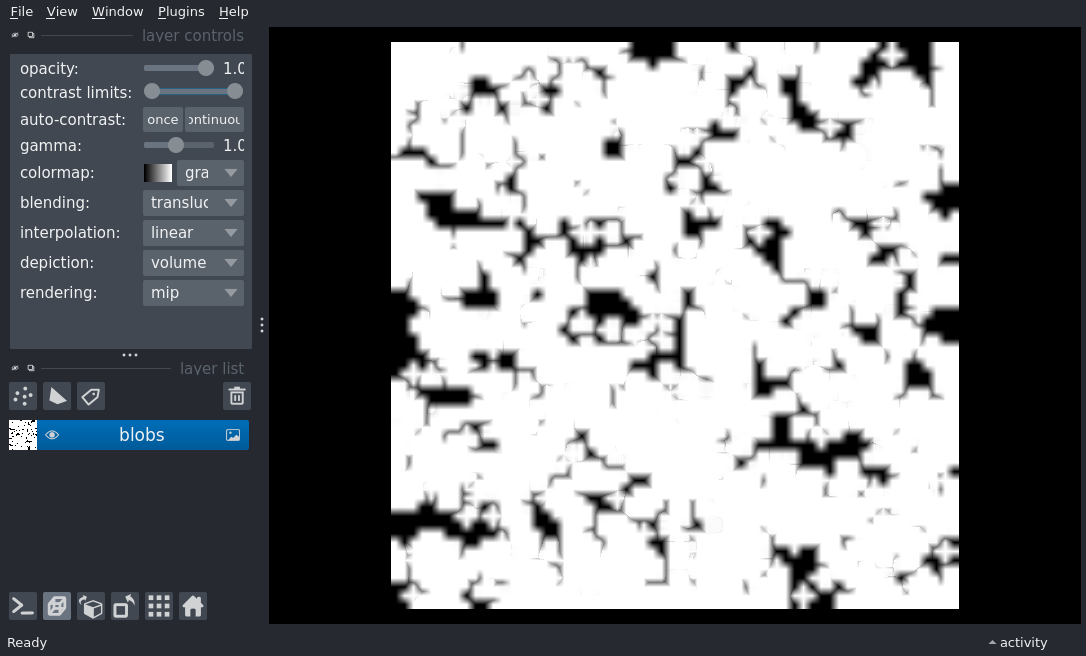 File View Window Plugins Help
layer controls
opacity: 1.0
contrast limits:
auto-contrast: once ontinuou
gamma: 1.0
colormap: gra
blending: transluc
interpolation: linear
depiction: volume
rendering: mip
layer list
blobs
Ready
activity